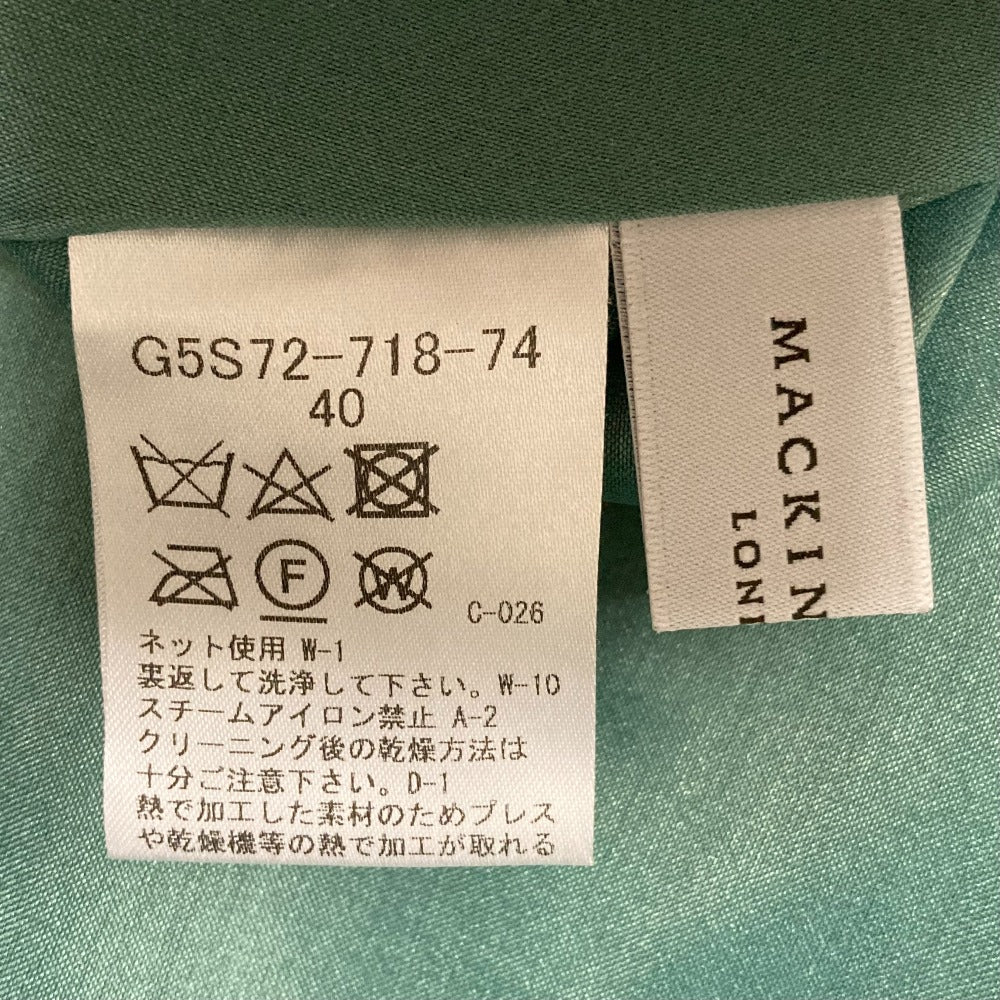 G5S72-718-74
40
F
W
C-026
ネット使用 W-1
裏返して洗浄して下さい。W-10
スチームアイロン禁止 A-2
クリーニング後の乾燥方法は
十分ご注意下さい。D-1
熱で加工した素材のためプレス
や乾燥機等の熱で加工が取れる
MACKIN
LON